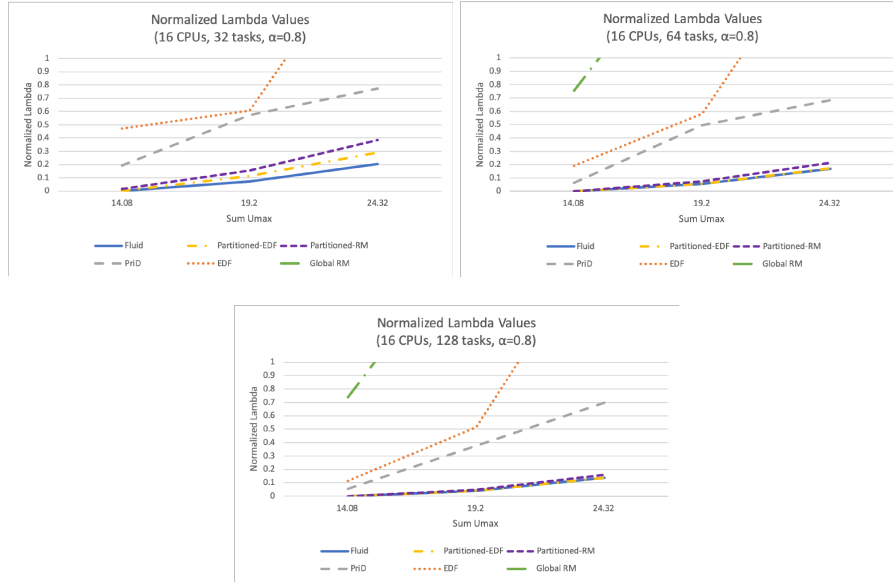 Normalized Lambda Values
(16 CPUs, 32 tasks, α=0.8)
Normalized Lambda
1
0.9
0.8
0.7
0.6
0.5
0.4
0.3
0.2
0.1
0
14.08 19.2 24.32
Sum Umax
Fluid Partitioned-EDF Partitioned-RM
PriD EDF Global RM
Normalized Lambda Values
(16 CPUs, 64 tasks, α=0.8)
Normalized Lambda
1
0.9
0.8
0.7
0.6
0.5
0.4
0.3
0.2
0.1
0
14.08 19.2 24.32
Sum Umax
Fluid Partitioned-EDF Partitioned-RM
PriD EDF Global RM
Normalized Lambda Values
(16 CPUs, 128 tasks, α=0.8)
Normalized Lambda
1
0.9
0.8
0.7
0.6
0.5
0.4
0.3
0.2
0.1
0
14.08 19.2 24.32
Sum Umax
Fluid Partitioned-EDF Partitioned-RM
PriD EDF Global RM